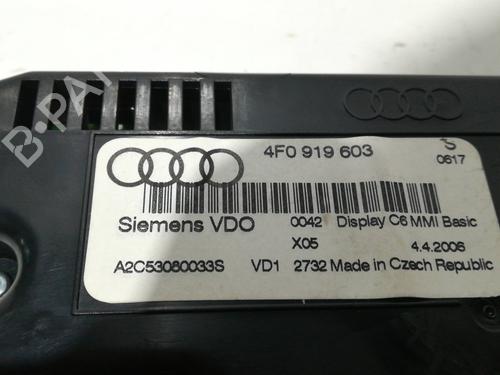 B-PARTS
4F0 919 603
S
0617
Siemens VDO
0042 Display C6 MMI Basic
X05 4.4.2006
A2C53080033S VD1 2732 Made in Czech Republic